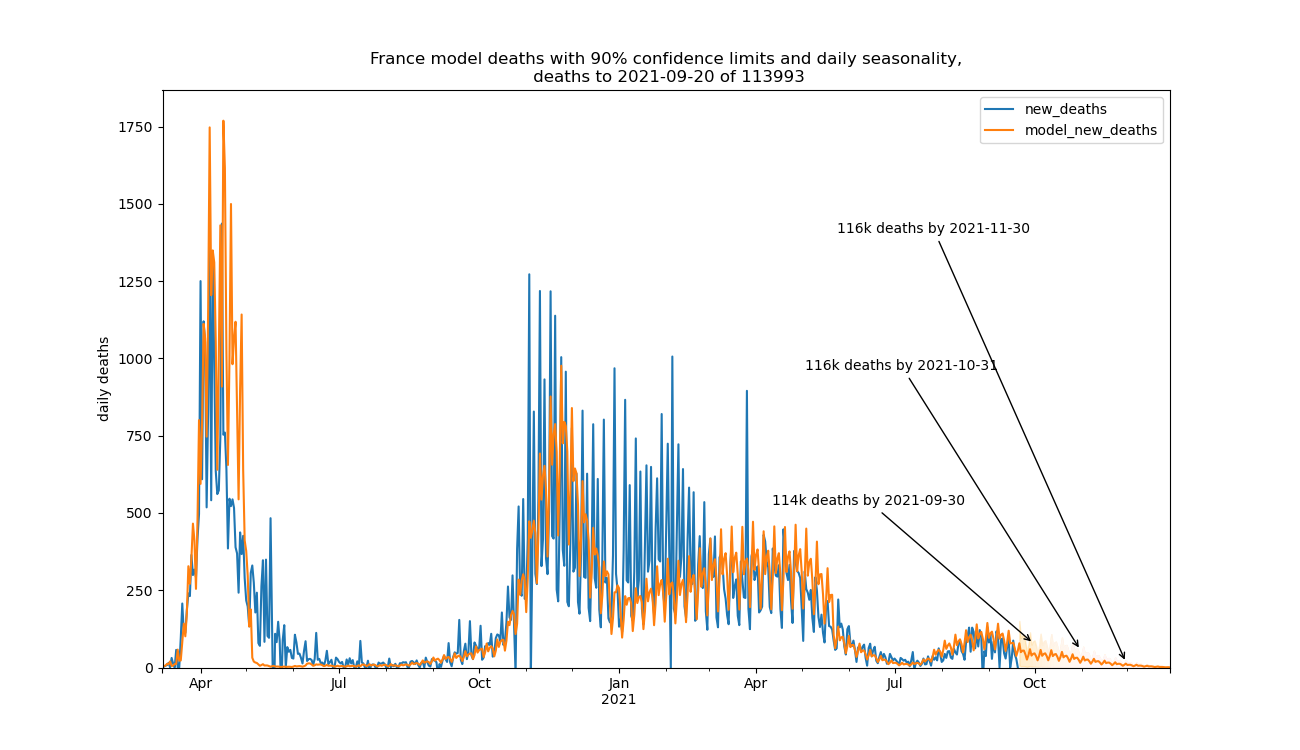 France model deaths with 90% confidence limits and daily seasonality,
deaths to 2021-09-20 of 113993
new_deaths
model_new_deaths
1750
1500
1250
1000
750
500
250
0
daily deaths
116k deaths by 2021-11-30
116k deaths by 2021-10-31
114k deaths by 2021-09-30
Apr Jul Oct Jan Apr Jul Oct
2021